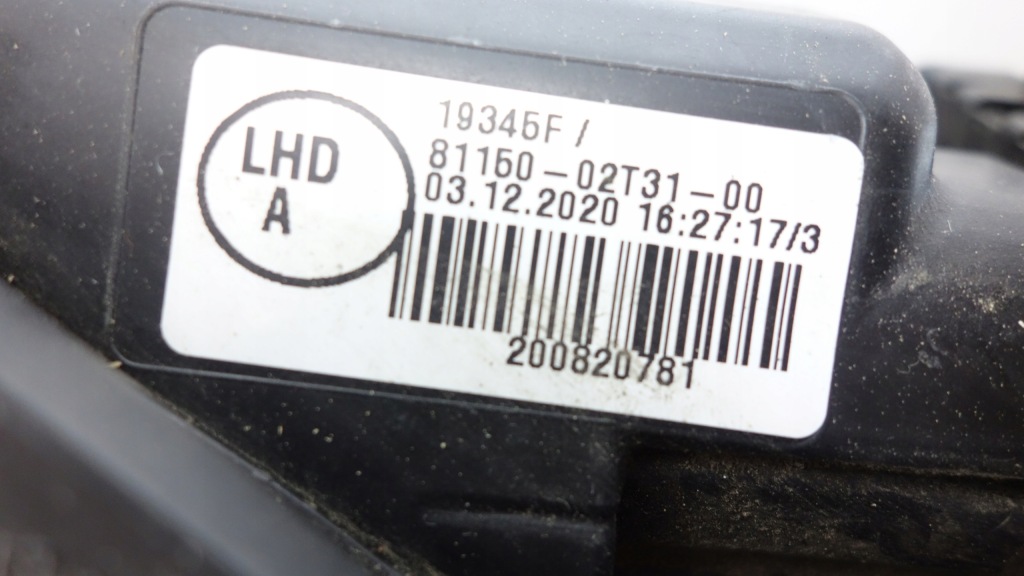 LHD
A
19345F /
81150-02T31-00
03.12.2020 16:27:17/3
200820781